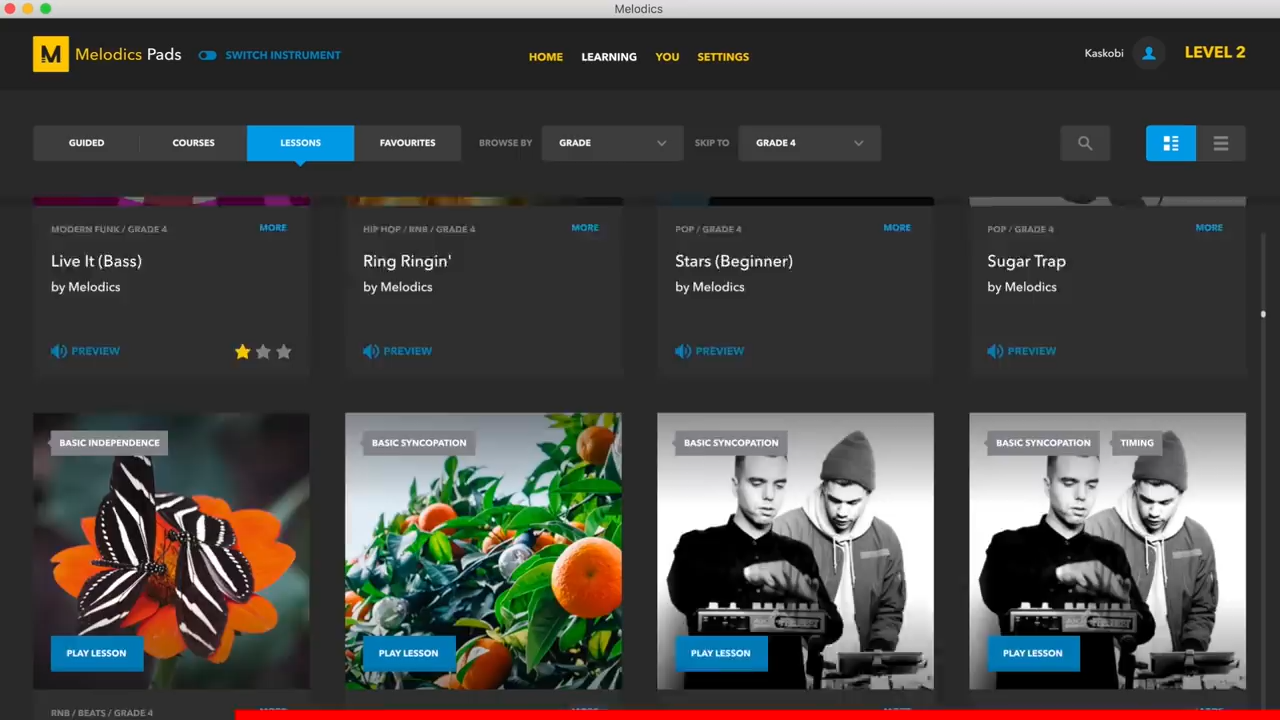 Melodics
M Melodics Pads SWITCH INSTRUMENT HOME LEARNING YOU SETTINGS Kaskobi LEVEL 2
GUIDED COURSES LESSONS FAVOURITES BROWSE BY GRADE SKIP TO GRADE 4
MODERN FUNK / GRADE 4 MORE HIP HOP / RNB / GRADE 4 MORE POP / GRADE 4 MORE POP / GRADE 4 MORE
Live It (Bass) Ring Ringin' Stars (Beginner) Sugar Trap
by Melodics by Melodics by Melodics by Melodics
PREVIEW PREVIEW PREVIEW PREVIEW
BASIC INDEPENDENCE BASIC SYNCOPATION BASIC SYNCOPATION BASIC SYNCOPATION TIMING
PLAY LESSON PLAY LESSON PLAY LESSON PLAY LESSON
RNB / BEATS / GRADE 4